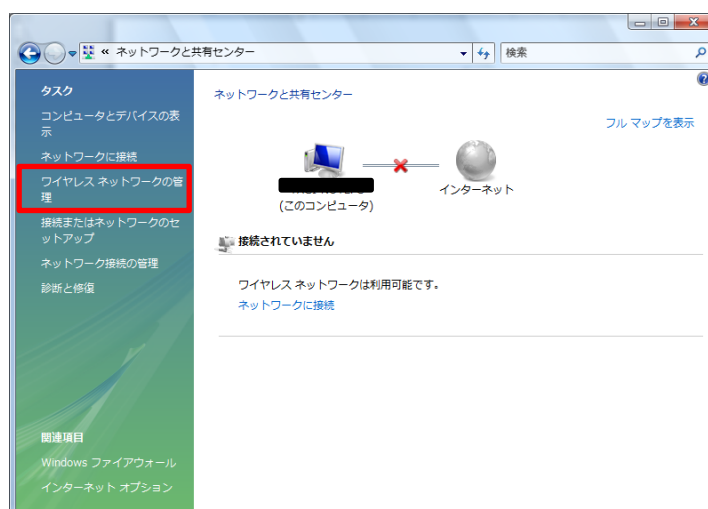 « ネットワークと共有センター
検索
タスク
コンピュータとデバイスの表
示
ネットワークに接続
ワイヤレス ネットワークの管
理
接続またはネットワークのセ
ットアップ
ネットワーク接続の管理
診断と修復
関連項目
Windows ファイアウォール
インターネット オプション
ネットワークと共有センター
フル マップを表示
(このコンピュータ)
インターネット
接続されていません
ワイヤレス ネットワークは利用可能です。
ネットワークに接続